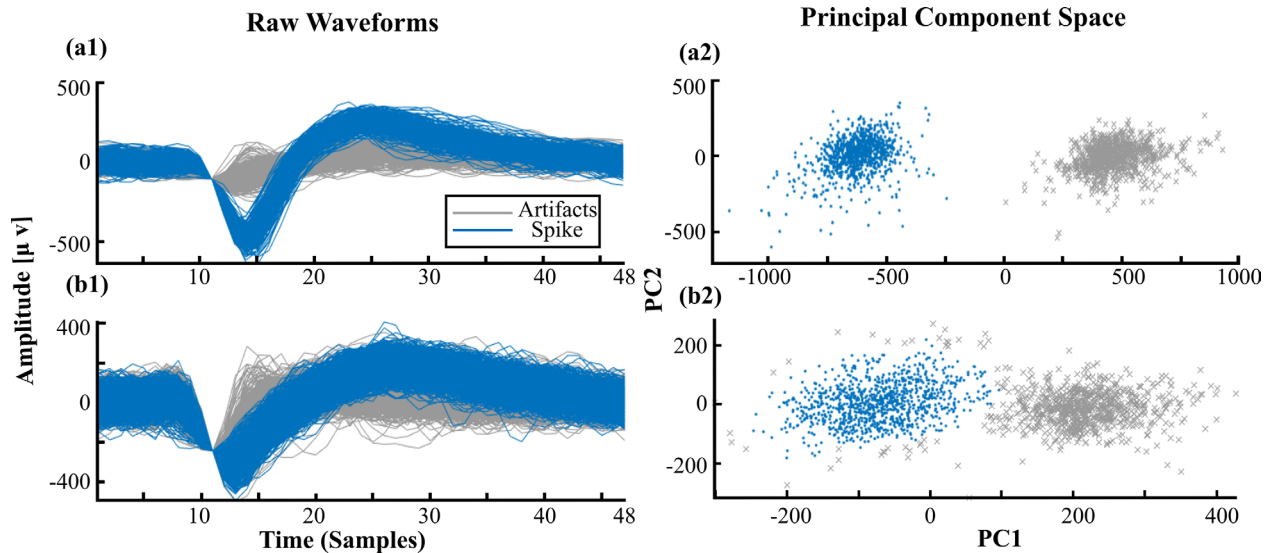 Raw Waveforms
Principal Component Space
(a1)
(a2)
500
0
-500
10
20
30
40
48
Artifacts
Spike
500
0
-500
-1000
-500
0
500
1000
(b1)
(b2)
400
0
-400
10
20
30
40
48
200
0
-200
-200
0
200
400
Amplitude [μ v]
Time (Samples)
PC2
PC1